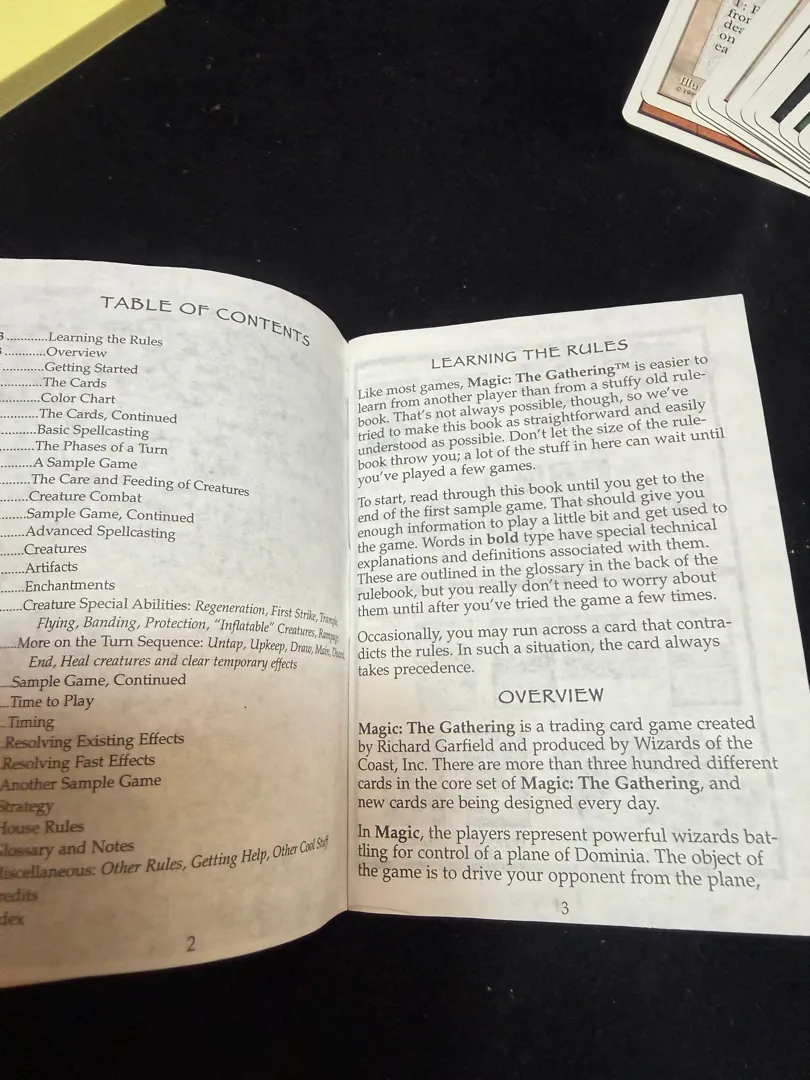 T: F
fron
des
on
ea
Illu
© 199
TABLE OF CONTENTS
3 ............Learning the Rules
...........Overview
...........Getting Started
...........The Cards
...........Color Chart
...........The Cards, Continued
..........Basic Spellcasting
..........The Phases of a Turn
.........A Sample Game
.........The Care and Feeding of Creatures
........Creature Combat
........Sample Game, Continued
.......Advanced Spellcasting
.......Creatures
.......Artifacts
.......Enchantments
......Creature Special Abilities: Regeneration, First Strike, Trample,
Flying, Banding, Protection, "Inflatable" Creatures, Rampage
.....More on the Turn Sequence: Untap, Upkeep, Draw, Main, Discard,
End, Heal creatures and clear temporary effects
...Sample Game, Continued
...Time to Play
..Timing
.Resolving Existing Effects
.Resolving Fast Effects
Another Sample Game
Strategy
House Rules
Glossary and Notes
Miscellaneous: Other Rules, Getting Help, Other Cool Stuff
redits
dex
2
LEARNING THE RULES
Like most games, Magic: The Gathering™ is easier to
learn from another player than from a stuffy old rule-
book. That's not always possible, though, so we've
tried to make this book as straightforward and easily
understood as possible. Don't let the size of the rule-
book throw you; a lot of the stuff in here can wait until
you've played a few games.
To start, read through this book until you get to the
end of the first sample game. That should give you
enough information to play a little bit and get used to
the game. Words in bold type have special technical
explanations and definitions associated with them.
These are outlined in the glossary in the back of the
rulebook, but you really don't need to worry about
them until after you've tried the game a few times.
Occasionally, you may run across a card that contra-
dicts the rules. In such a situation, the card always
takes precedence.
OVERVIEW
Magic: The Gathering is a trading card game created
by Richard Garfield and produced by Wizards of the
Coast, Inc. There are more than three hundred different
cards in the core set of Magic: The Gathering, and
new cards are being designed every day.
In Magic, the players represent powerful wizards bat-
tling for control of a plane of Dominia. The object of
the game is to drive your opponent from the plane,
3